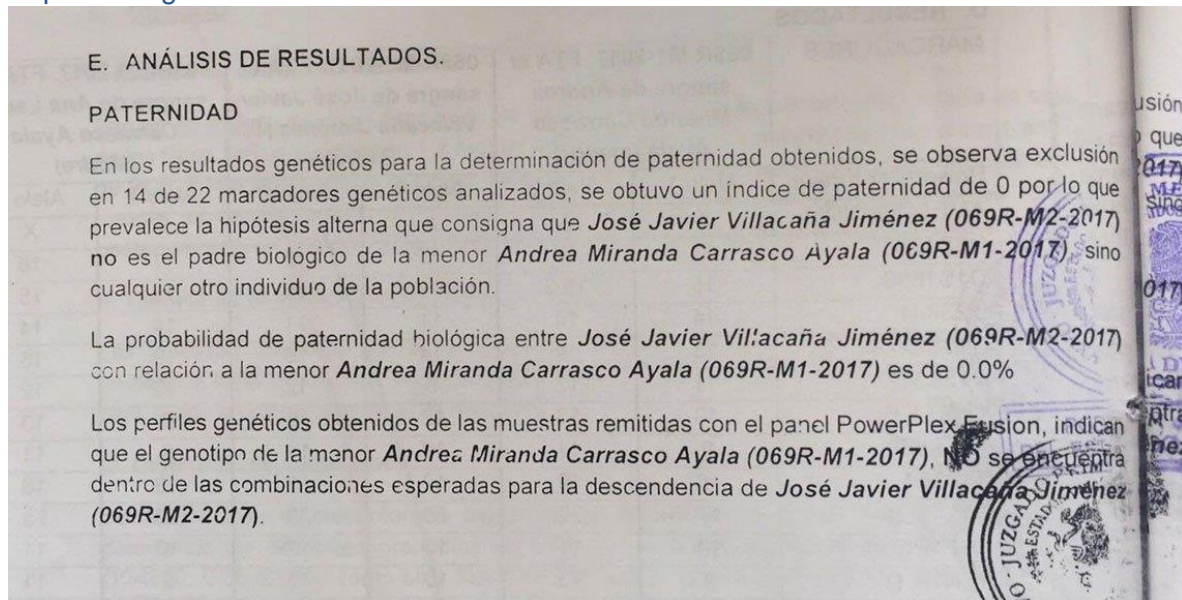 E. ANÁLISIS DE RESULTADOS.
PATERNIDAD
En los resultados genéticos para la determinación de paternidad obtenidos, se observa exclusión
en 14 de 22 marcadores genéticos analizados, se obtuvo un índice de paternidad de 0 por lo que
prevalece la hipótesis alterna que consigna que José Javier Villacaña Jiménez (069R-M2-2017)
no es el padre biológico de la menor Andrea Miranda Carrasco Ayala (069R-M1-2017), sino
cualquier otro individuo de la población.
La probabilidad de paternidad biológica entre José Javier Villacaña Jiménez (069R-M2-2017)
con relación a la menor Andrea Miranda Carrasco Ayala (069R-M1-2017) es de 0.0%
Los perfiles genéticos obtenidos de las muestras remitidas con el panel PowerPlex Fusion, indican
que el genotipo de la menor Andrea Miranda Carrasco Ayala (069R-M1-2017), NO se encuentra
dentro de las combinaciones esperadas para la descendencia de José Javier Villacaña Jiménez
(069R-M2-2017).